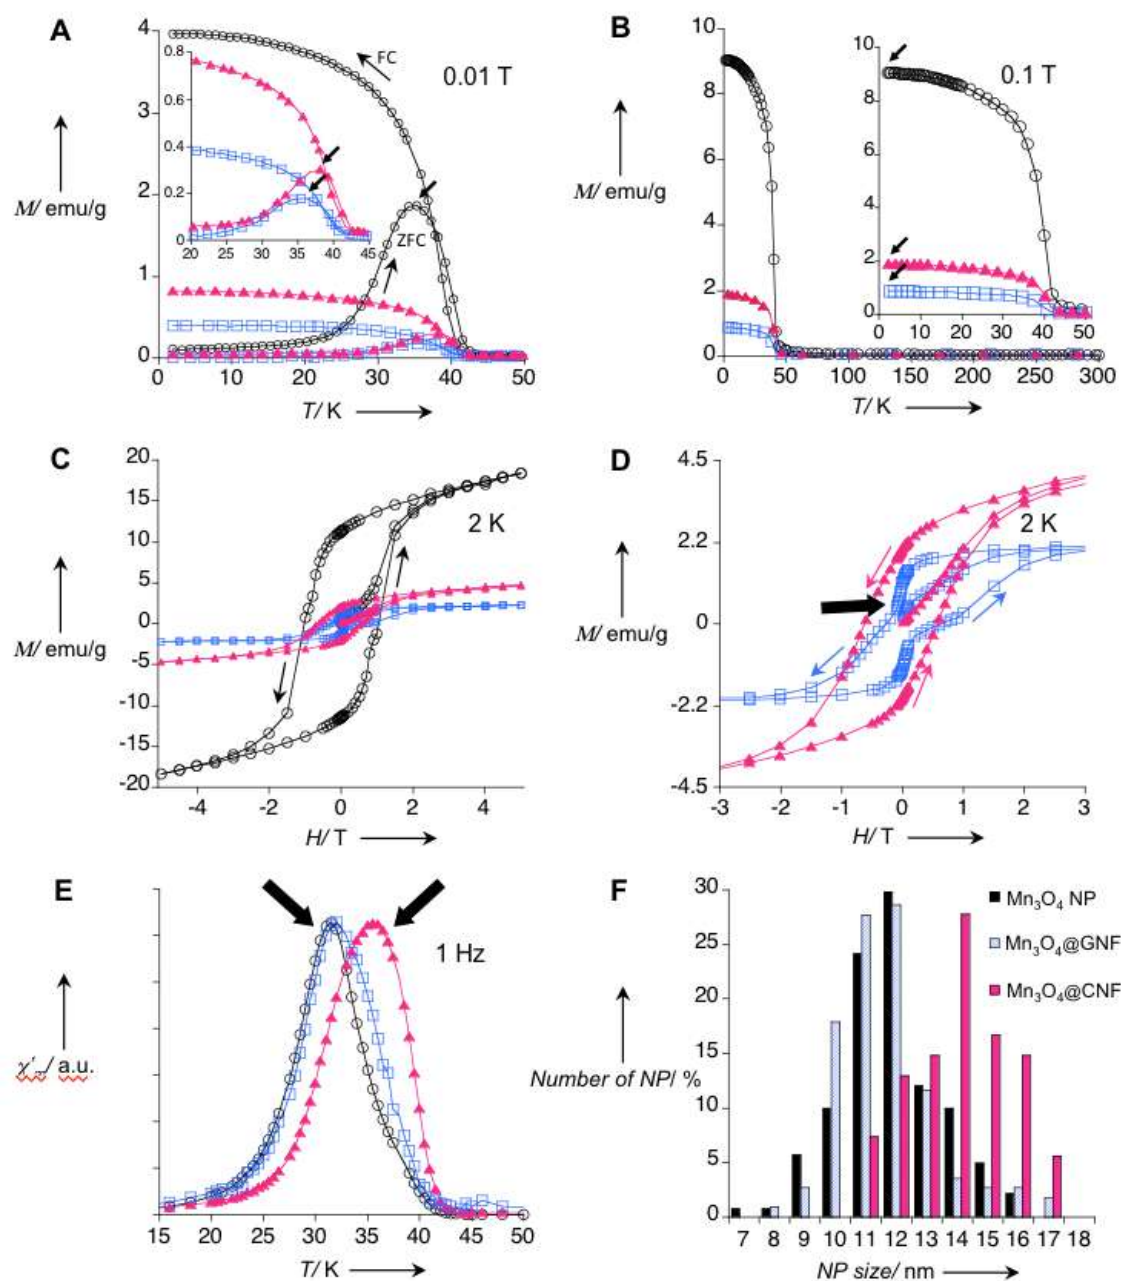 A
4
3
2
1
0
0.8
0.6
0.4
0.2
0
20 25 30 35 40 45
FC
0.01 T
ZFC
M/ emu/g
0 10 20 30 40 50
T/ K
B
10
8
6
4
2
0
10
8
6
4
2
0
0 10 20 30 40 50
0.1 T
M/ emu/g
0 50 100 150 200 250 300
T/ K
C
20
15
10
5
0
-5
-10
-15
-20
2 K
M/ emu/g
-4 -2 0 2 4
H/ T
D
4.5
2.2
0
-2.2
-4.5
2 K
M/ emu/g
-3 -2 -1 0 1 2 3
H/ T
E
1 Hz
15 20 25 30 35 40 45 50
T/ K
F
30
25
20
15
10
5
0
Mn₃O₄ NP
Mn₃O₄@GNF
Mn₃O₄@CNF
Number of NP/ %
7 8 9 10 11 12 13 14 15 16 17 18
NP size/ nm